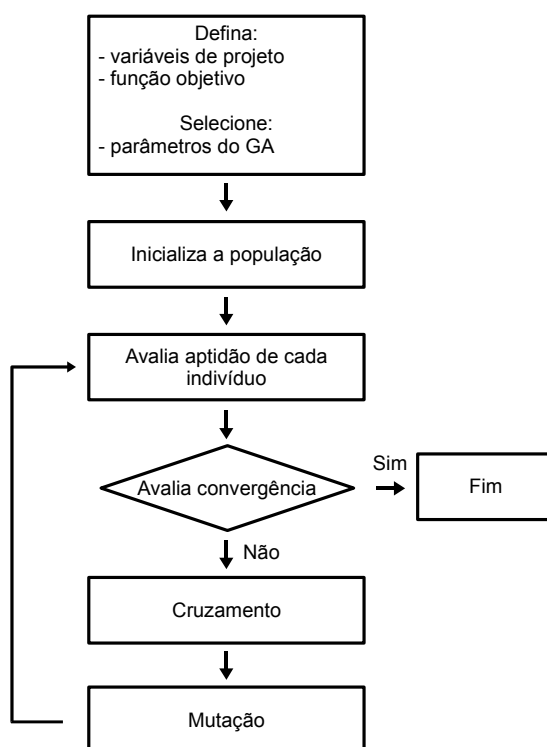 Defina:
- variáveis de projeto
- função objetivo
Selecione:
- parâmetros do GA
Inicializa a população
Avalia aptidão de cada
indivíduo
Avalia convergência
Sim
Fim
Não
Cruzamento
Mutação